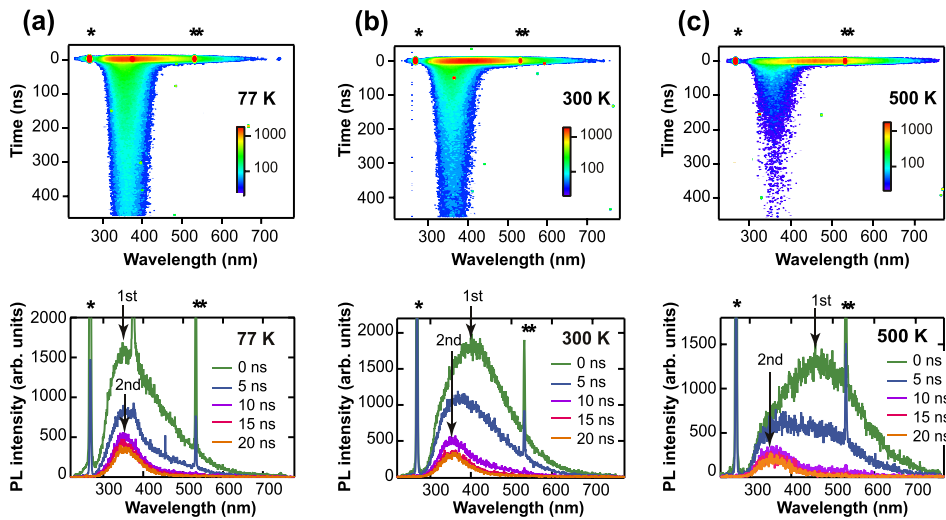 (a)
(b)
(c)
*
**
*
**
*
**
Time (ns)
0
100
200
300
400
77 K
1000
100
300 400 500 600 700
Wavelength (nm)
Time (ns)
0
100
200
300
400
300 K
1000
100
300 400 500 600 700
Wavelength (nm)
Time (ns)
0
100
200
300
400
500 K
1000
100
300 400 500 600 700
Wavelength (nm)
PL intensity (arb. units)
2000
1500
1000
500
0
*
1st
**
77 K
2nd
0 ns
5 ns
10 ns
15 ns
20 ns
300 400 500 600 700
Wavelength (nm)
PL intensity (arb. units)
2000
1500
1000
500
0
*
1st
**
300 K
2nd
0 ns
5 ns
10 ns
15 ns
20 ns
300 400 500 600 700
Wavelength (nm)
PL intensity (arb. units)
1500
1000
500
0
*
1st
**
500 K
2nd
0 ns
5 ns
10 ns
15 ns
20 ns
300 400 500 600 700
Wavelength (nm)